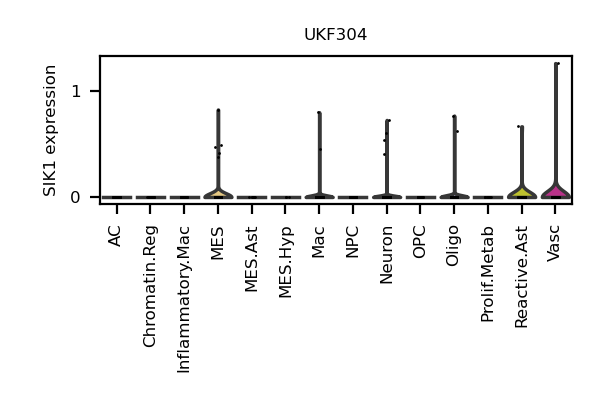 UKF304
SIK1 expression
1
0
AC
Chromatin.Reg
Inflammatory.Mac
MES
MES.Ast
MES.Hyp
Mac
NPC
Neuron
OPC
Oligo
Prolif.Metab
Reactive.Ast
Vasc